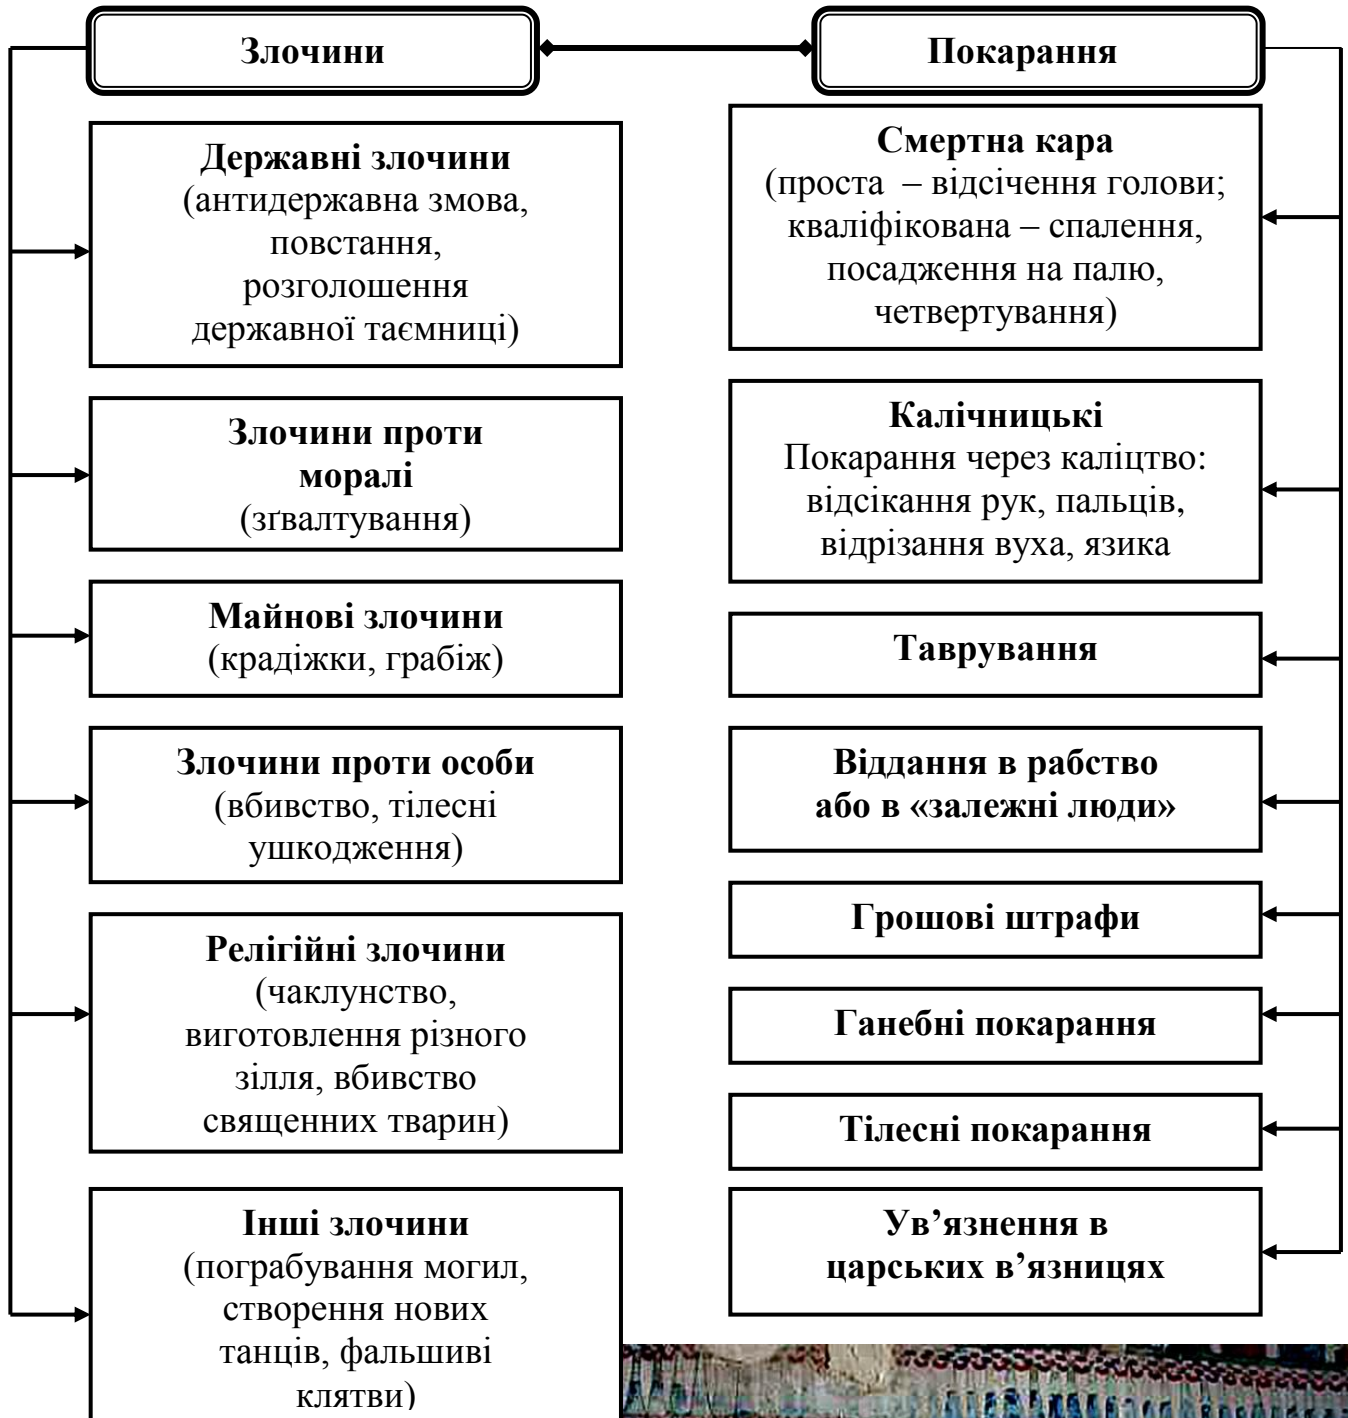 Злочини
Державні злочини
(антидержавна змова,
повстання,
розголошення
державної таємниці)
Злочини проти
моралі
(зґвалтування)
Майнові злочини
(крадіжки, грабіж)
Злочини проти особи
(вбивство, тілесні
ушкодження)
Релігійні злочини
(чаклунство,
виготовлення різного
зілля, вбивство
священних тварин)
Інші злочини
(пограбування могил,
створення нових
танців, фальшиві
клятви)
Покарання
Смертна кара
(проста – відсічення голови;
кваліфікована – спалення,
посадження на палю,
четвертування)
Калічницькі
Покарання через каліцтво:
відсікання рук, пальців,
відрізання вуха, язика
Таврування
Віддання в рабство
або в «залежні люди»
Грошові штрафи
Ганебні покарання
Тілесні покарання
Ув’язнення в
царських в’язницях